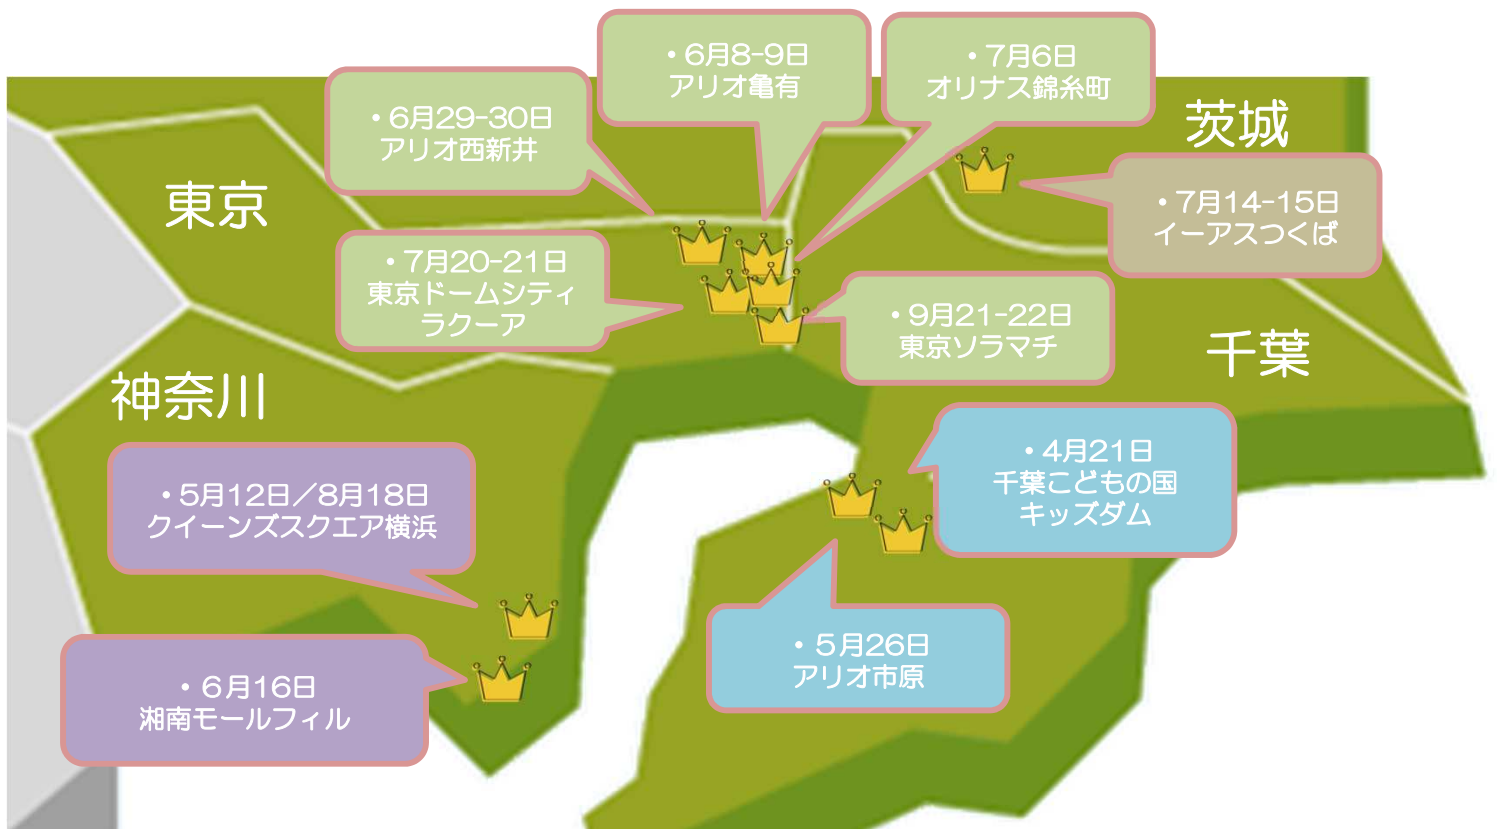 ・6月8-9日
アリオ亀有
・7月6日
オリナス錦糸町
・6月29-30日
アリオ西新井
茨城
東京
・7月14-15日
イーアスつくば
・7月20-21日
東京ドームシティ
ラクーア
・9月21-22日
東京ソラマチ
千葉
神奈川
・4月21日
千葉こどもの国
キッズダム
・5月12日／8月18日
クイーンズスクエア横浜
・５月26日
アリオ市原
・６月16日
湘南モールフィル